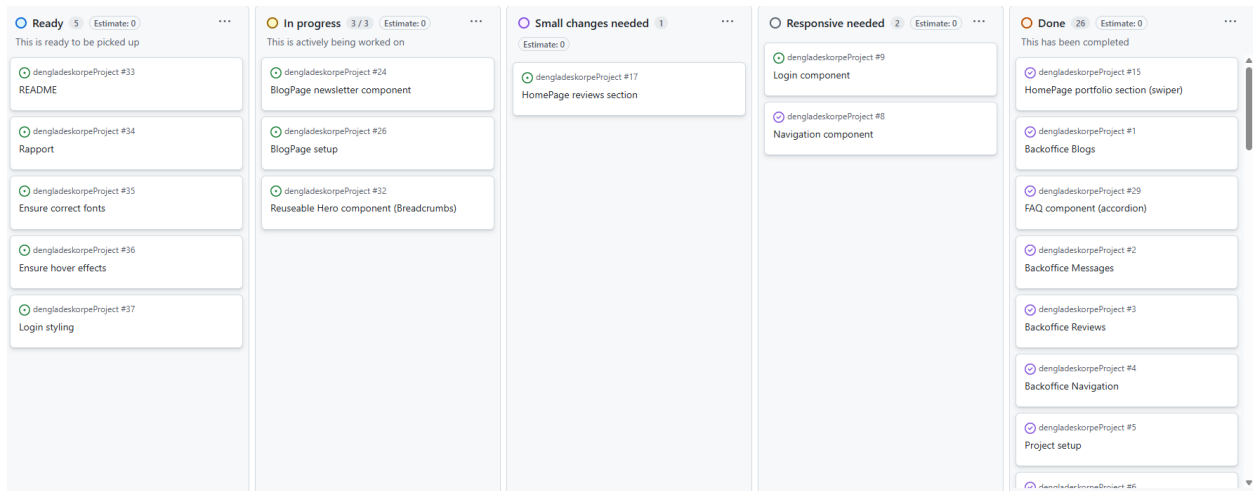 Ready 5 Estimate: 0 ...
This is ready to be picked up
dengladeskorpeProject #33
README
dengladeskorpeProject #34
Rapport
dengladeskorpeProject #35
Ensure correct fonts
dengladeskorpeProject #36
Ensure hover effects
dengladeskorpeProject #37
Login styling
In progress 3 / 3 Estimate: 0 ...
This is actively being worked on
dengladeskorpeProject #24
BlogPage newsletter component
dengladeskorpeProject #26
BlogPage setup
dengladeskorpeProject #32
Reuseable Hero component (Breadcrumbs)
Small changes needed 1 ...
Estimate: 0
dengladeskorpeProject #17
HomePage reviews section
Responsive needed 2 Estimate: 0 ...
dengladeskorpeProject #9
Login component
dengladeskorpeProject #8
Navigation component
Done 26 Estimate: 0 ...
This has been completed
dengladeskorpeProject #15
HomePage portfolio section (swiper)
dengladeskorpeProject #1
Backoffice Blogs
dengladeskorpeProject #29
FAQ component (accordion)
dengladeskorpeProject #2
Backoffice Messages
dengladeskorpeProject #3
Backoffice Reviews
dengladeskorpeProject #4
Backoffice Navigation
dengladeskorpeProject #5
Project setup
dengladeskorpeProject #6